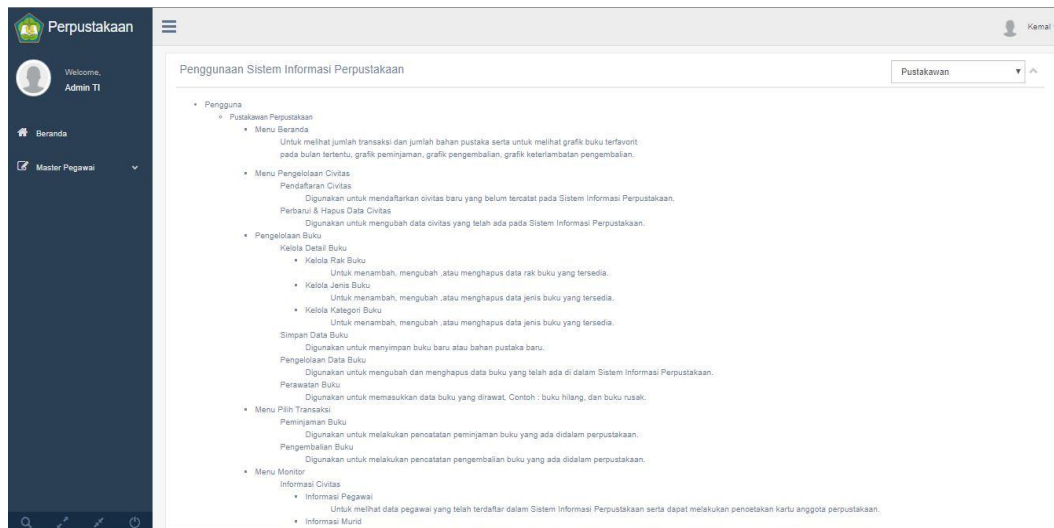 Perpustakaan
Kemal
Welcome,
Admin TI
Beranda
Master Pegawai
Penggunaan Sistem Informasi Perpustakaan
Pustakawan
Pengguna
Pustakawan Perpustakaan
Menu Beranda
Untuk melihat jumlah transaksi dan jumlah bahan pustaka serta untuk melihat grafik buku terfavorit
pada bulan tertentu, grafik peminjaman, grafik pengembalian, grafik keterlambatan pengembalian.
Menu Pengelolaan Civitas
Pendaftaran Civitas
Digunakan untuk mendaftarkan civitas baru yang belum tercatat pada Sistem Informasi Perpustakaan.
Perbarui & Hapus Data Civitas
Digunakan untuk mengubah data civitas yang telah ada pada Sistem Informasi Perpustakaan.
Pengelolaan Buku
Kelola Detail Buku
Kelola Rak Buku
Untuk menambah, mengubah ,atau menghapus data rak buku yang tersedia.
Kelola Jenis Buku
Untuk menambah, mengubah ,atau menghapus data jenis buku yang tersedia.
Kelola Kategori Buku
Untuk menambah, mengubah ,atau menghapus data jenis buku yang tersedia.
Simpan Data Buku
Digunakan untuk menyimpan buku baru atau bahan pustaka baru.
Pengelolaan Data Buku
Digunakan untuk mengubah dan menghapus data buku yang telah ada di dalam Sistem Informasi Perpustakaan.
Perawatan Buku
Digunakan untuk memasukkan data buku yang dirawat, Contoh : buku hilang, dan buku rusak.
Menu Pilih Transaksi
Peminjaman Buku
Digunakan untuk melakukan pencatatan peminjaman buku yang ada didalam perpustakaan.
Pengembalian Buku
Digunakan untuk melakukan pencatatan pengembalian buku yang ada didalam perpustakaan.
Menu Monitor
Informasi Civitas
Informasi Pegawai
Untuk melihat data pegawai yang telah terdaftar dalam Sistem Informasi Perpustakaan serta dapat melakukan pencetakan kartu anggota perpustakaan.
Informasi Murid